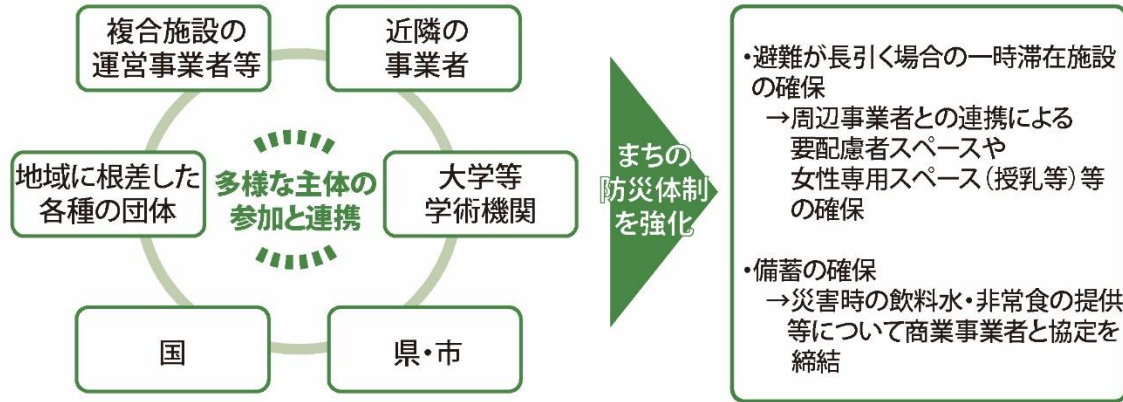 複合施設の
運営事業者等
近隣の
事業者
地域に根差した
各種の団体
多様な主体の
参加と連携
大学等
学術機関
国
県・市
まちの
防災体制
を強化
・避難が長引く場合の一時滞在施設
の確保
→周辺事業者との連携による
要配慮者スペースや
女性専用スペース(授乳等)等
の確保
・備蓄の確保
→災害時の飲料水・非常食の提供
等について商業事業者と協定を
締結